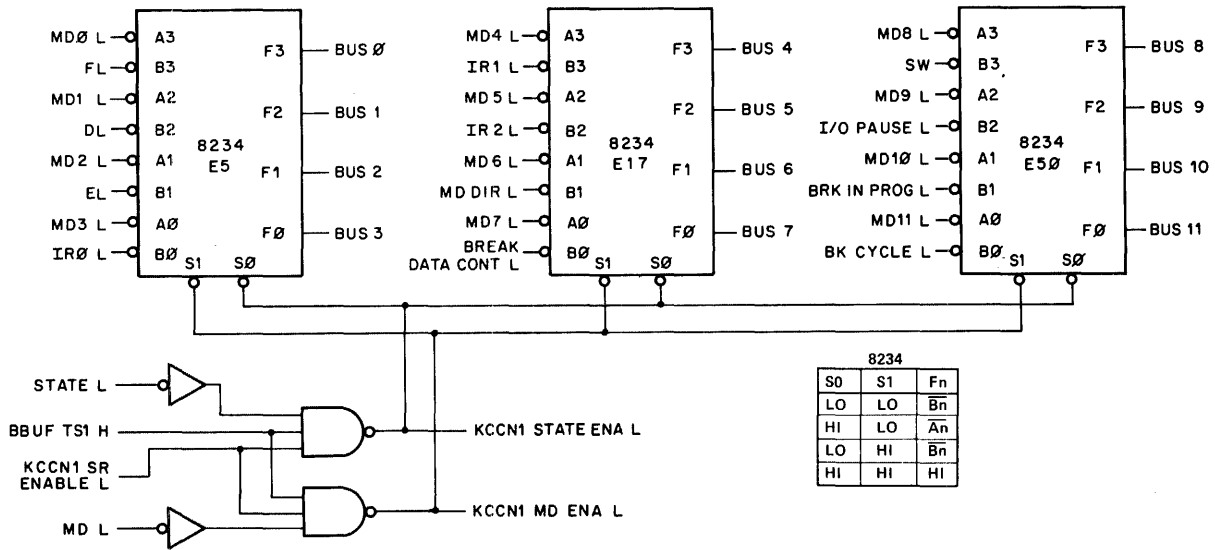 MDØ L A3
FL B3
MD1 L A2
DL B2
MD2 L A1
EL B1
MD3 L AØ
IRØ L BØ
8234
E5
F3 BUS Ø
F2 BUS 1
F1 BUS 2
FØ BUS 3
S1 SØ
MD4 L A3
IR1 L B3
MD5 L A2
IR2 L B2
MD6 L A1
MD DIR L B1
MD7 L AØ
BREAK
DATA CONT L BØ
8234
E17
F3 BUS 4
F2 BUS 5
F1 BUS 6
FØ BUS 7
S1 SØ
MD8 L A3
SW B3
MD9 L A2
I/O PAUSE L B2
MD1Ø L A1
BRK IN PROG L B1
MD11 L AØ
BK CYCLE L BØ
8234
E5Ø
F3 BUS 8
F2 BUS 9
F1 BUS 10
FØ BUS 11
S1 SØ
STATE L
BBUF TS1 H
KCCN1 SR
ENABLE L
MD L
KCCN1 STATE ENA L
KCCN1 MD ENA L
8234
S0 S1 Fn
LO LO B̅n̅
HI LO A̅n̅
LO HI B̅n̅
HI HI HI